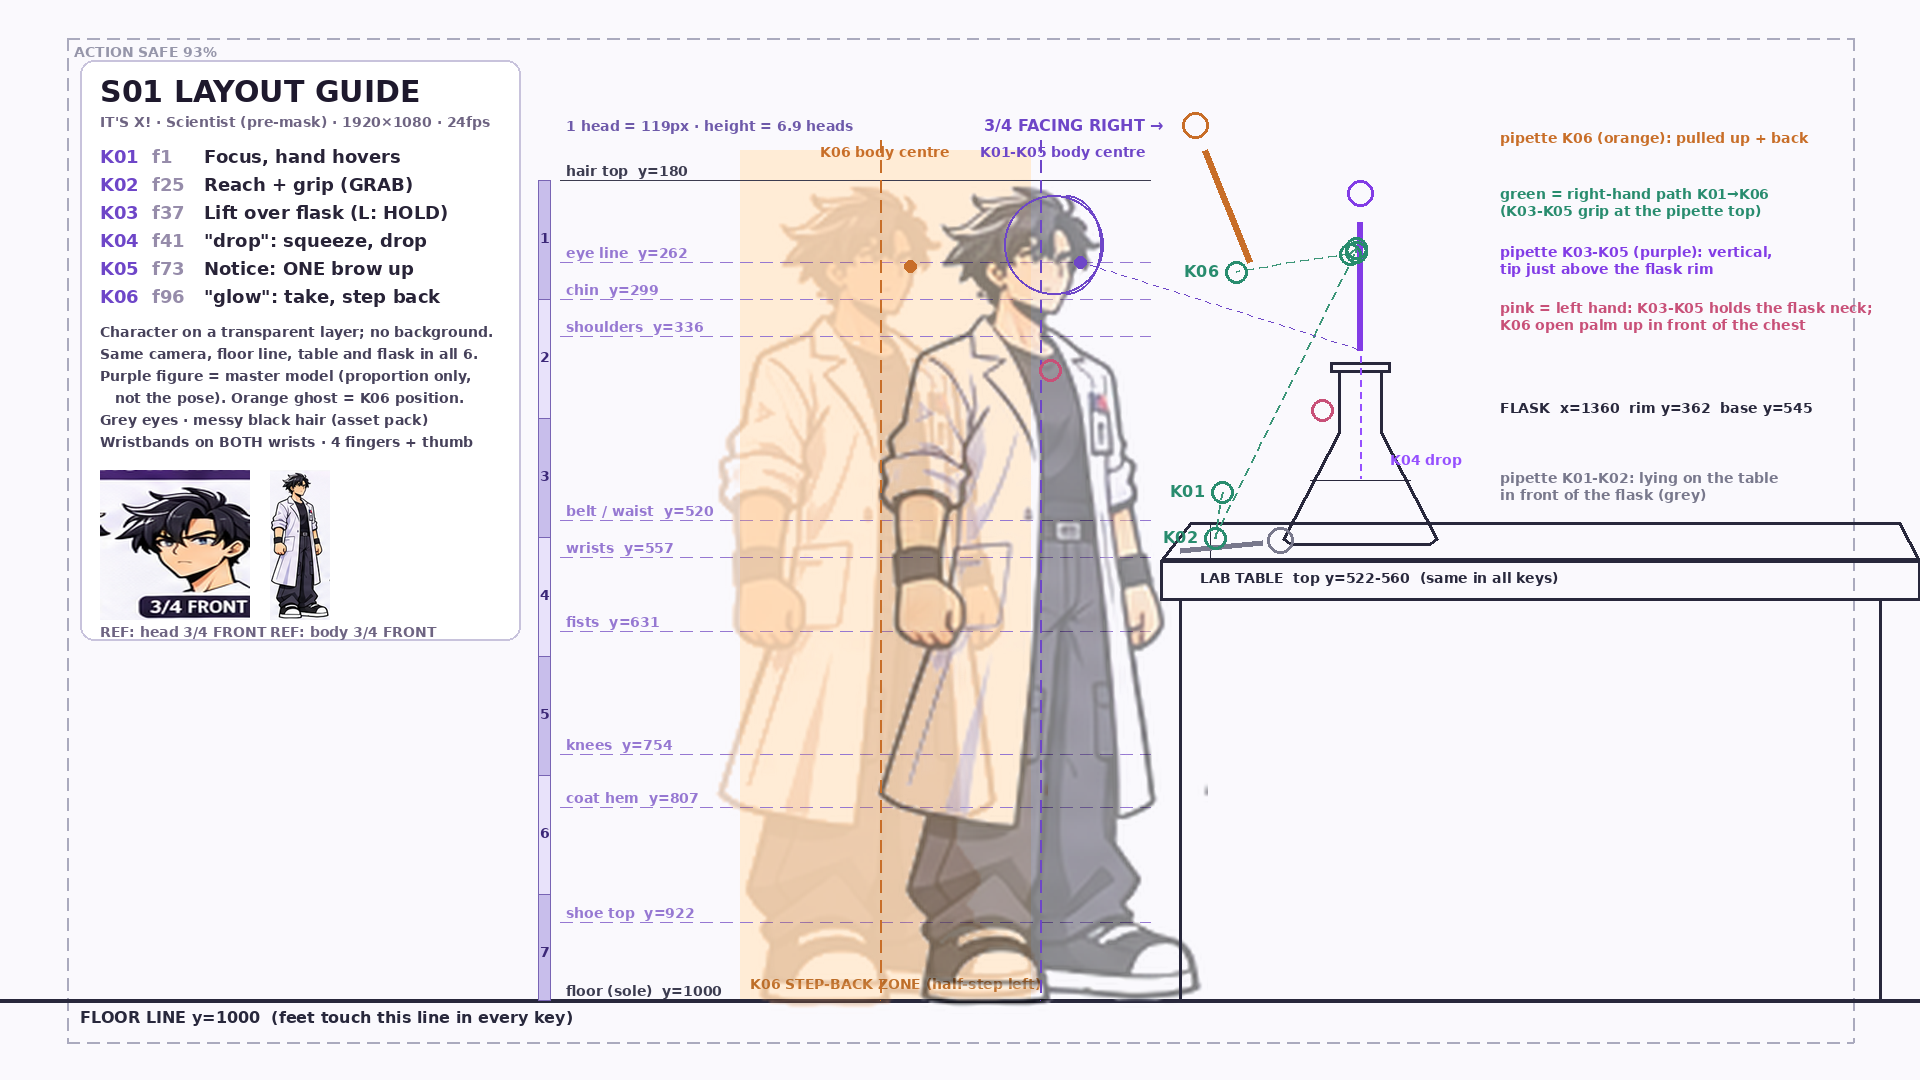 ACTION SAFE 93%
S01 LAYOUT GUIDE
IT'S X! · Scientist (pre-mask) · 1920×1080 · 24fps
K01 f1 Focus, hand hovers
K02 f25 Reach + grip (GRAB)
K03 f37 Lift over flask (L: HOLD)
K04 f41 "drop": squeeze, drop
K05 f73 Notice: ONE brow up
K06 f96 "glow": take, step back
Character on a transparent layer; no background.
Same camera, floor line, table and flask in all 6.
Purple figure = master model (proportion only,
not the pose). Orange ghost = K06 position.
Grey eyes · messy black hair (asset pack)
Wristbands on BOTH wrists · 4 fingers + thumb
3/4 FRONT
REF: head 3/4 FRONT REF: body 3/4 FRONT
1 head = 119px · height = 6.9 heads
3/4 FACING RIGHT →
K06 body centre
K01-K05 body centre
hair top y=180
1
eye line y=262
chin y=299
shoulders y=336
2
3
belt / waist y=520
wrists y=557
4
fists y=631
5
knees y=754
coat hem y=807
6
shoe top y=922
7
K06 STEP-BACK ZONE (half-step left)
floor (sole) y=1000
FLOOR LINE y=1000 (feet touch this line in every key)
K06
K01
K02
K04 drop
LAB TABLE top y=522-560 (same in all keys)
pipette K06 (orange): pulled up + back
green = right-hand path K01→K06
(K03-K05 grip at the pipette top)
pipette K03-K05 (purple): vertical,
tip just above the flask rim
pink = left hand: K03-K05 holds the flask neck;
K06 open palm up in front of the chest
FLASK x=1360 rim y=362 base y=545
pipette K01-K02: lying on the table
in front of the flask (grey)